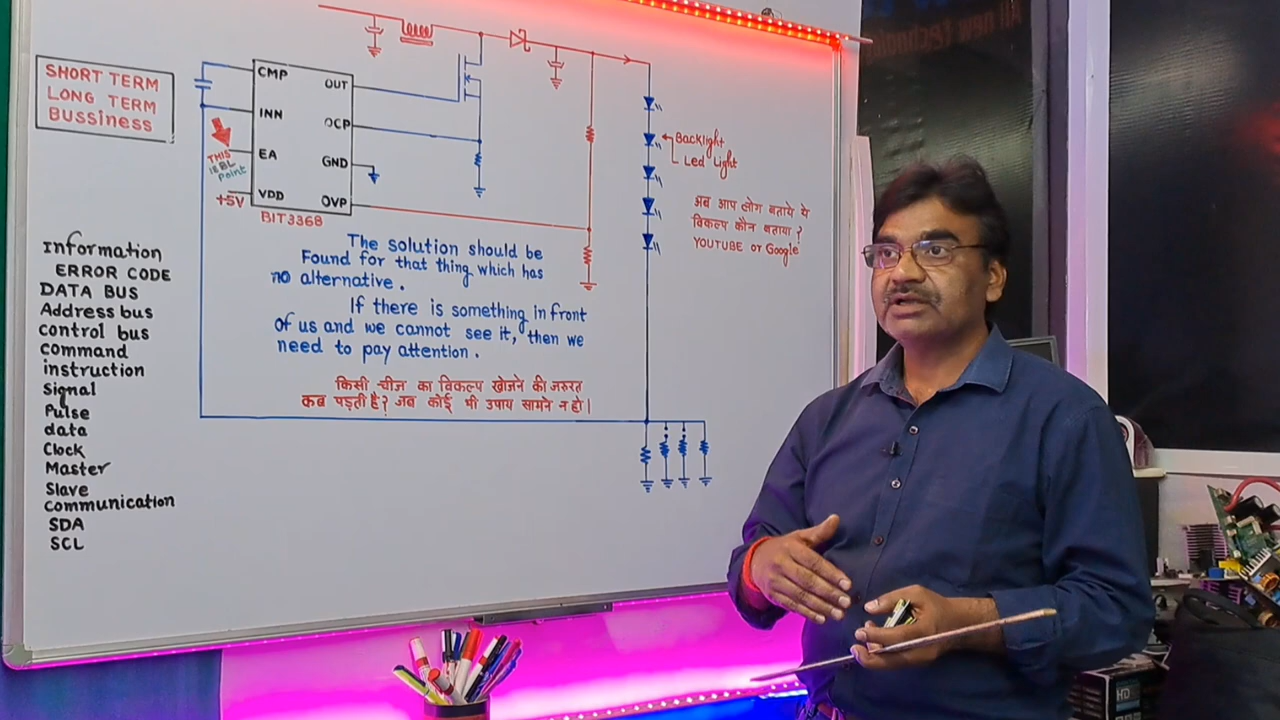 SHORT TERM
LONG TERM
BUSSiness
CMP
OUT
INN
OCP
EA
GND
VDD
OVP
THIS
IS BL
Point
+5V
BIT3368
Backlight
Led Light
अब आप लोग बताये ये
विकल्प कौन बताया ?
YOUTUBE or Google
Information
ERROR CODE
DATA BUS
Address bus
control bus
command
instruction
Signal
Pulse
data
Clock
Master
Slave
communication
SDA
SCL
The solution should be
Found for that thing which has
no alternative.
If there is something in front
of us and we cannot see it, then we
need to pay attention.
किसी चीज का विकल्प खोजने की जरुरत
कब पड़ती है? जब कोई भी उपाय सामने न हो।
All new technolo
HD